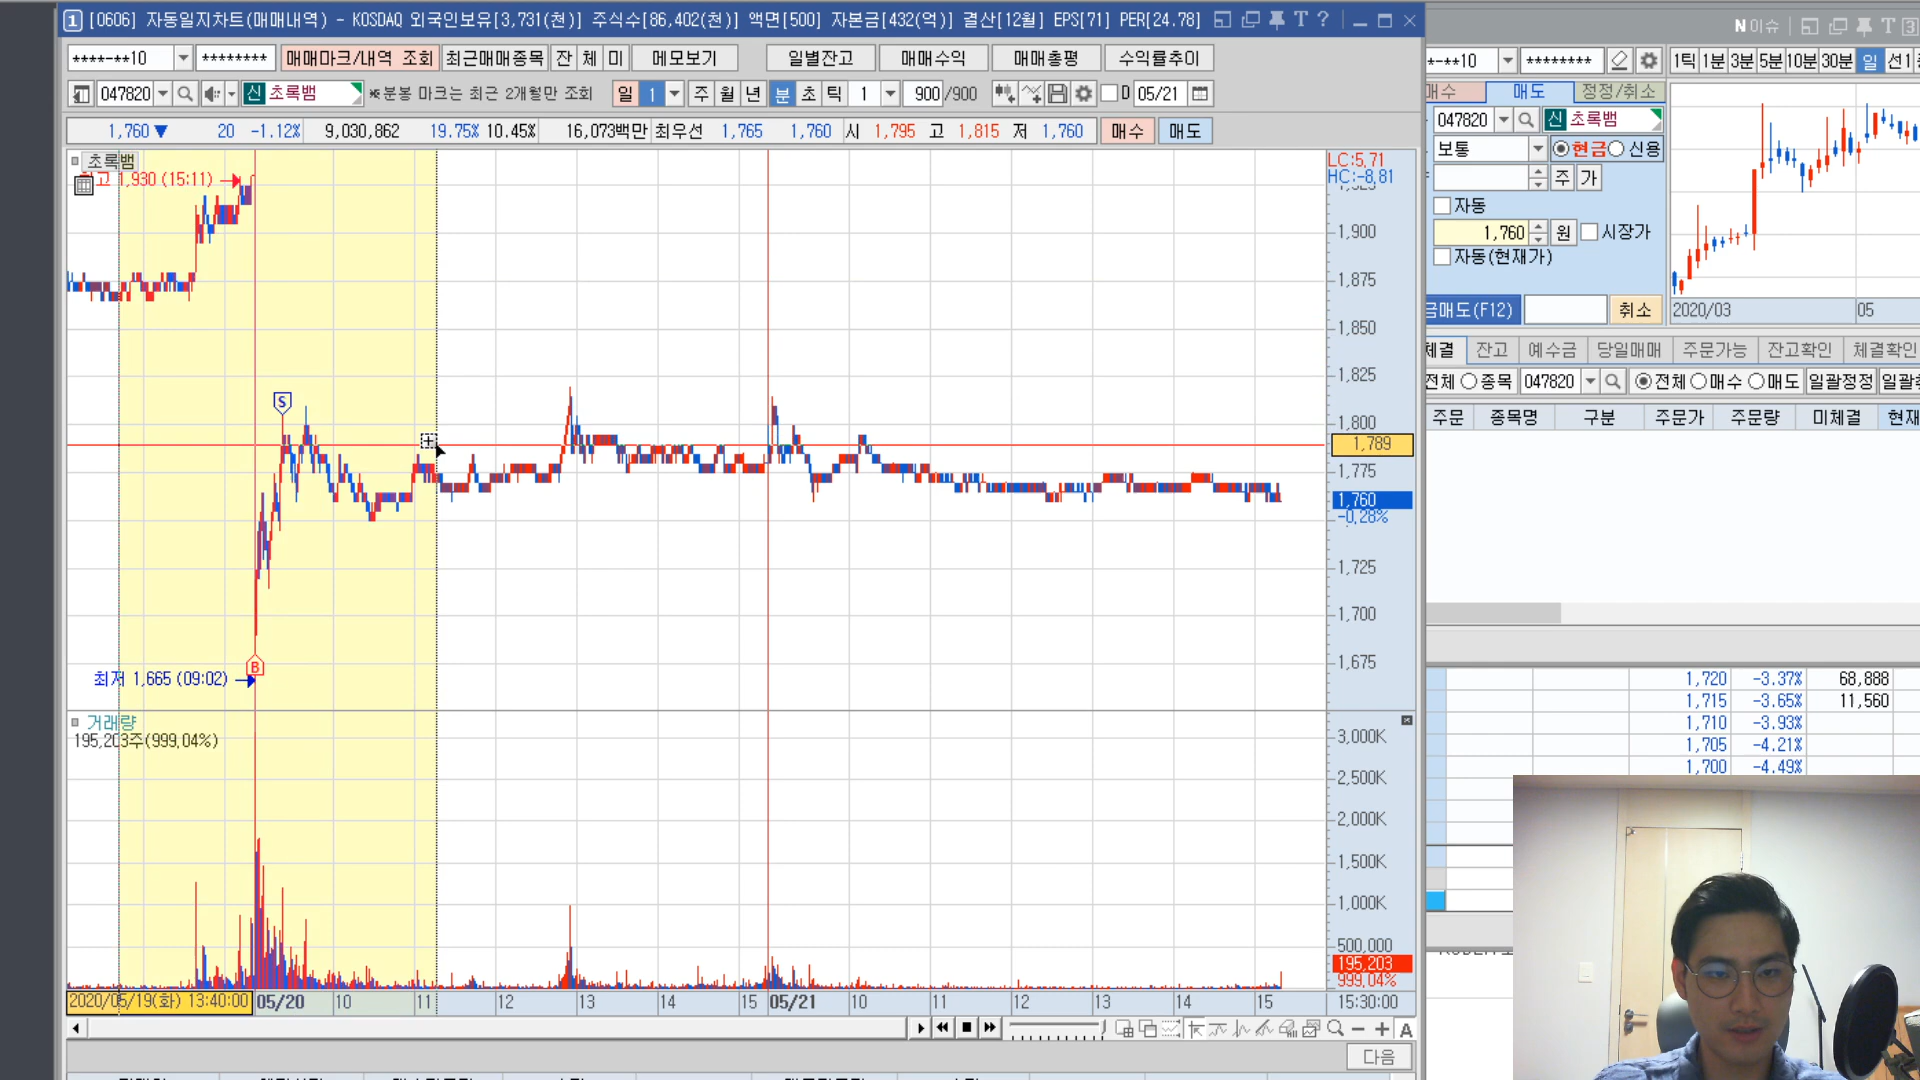 1 [0606] 자동일지차트(매매내역) - KOSDAQ 외국인보유[3,731(천)] 주식수[86,402(천)] 액면[500] 자본금[432(억)] 결산[12월] EPS[71] PER[24.78] T ?
N이슈 T 3
****-**10 ******** 매매마크/내역 조회 최근매매종목 잔 체 미 메모보기 일별잔고 매매수익 매매총평 수익률추이
*-**10 ******** 1틱 1분 3분 5분 10분 30분 일 선1
047820 신 초록뱀 ※분봉 마크는 최근 2개월만 조회 일 1 주 월 년 분 초 틱 1 900 /900 D 05/21
매수 매도 정정/취소
1,760▼ 20 -1.12% 9,030,862 19.75% 10.45% 16,073백만 최우선 1,765 1,760 시 1,795 고 1,815 저 1,760 매수 매도
047820 신 초록뱀
보통 현금 신용
주 가
자동
1,760 원 시장가
자동(현재가)
금매도(F12) 취소
2020/03 05
체결 잔고 예수금 당일매매 주문가능 잔고확인 체결확인
전체 종목 047820 전체 매수 매도 일괄정정 일괄
주문 종목명 구분 주문가 주문량 미체결 현재
초록뱀
고 1,930 (15:11)
LC:5,71
HC:-8,81
1,900
1,875
1,850
1,825
1,800
1,789
1,775
1,760
-0,28%
1,725
1,700
1,675
S
B
최저 1,665 (09:02)
1,720 -3.37% 68,888
1,715 -3.65% 11,560
1,710 -3.93%
1,705 -4.21%
1,700 -4.49%
거래량
195,203주(999,04%)
3,000K
2,500K
2,000K
1,500K
1,000K
500,000
195,203
999,04%
2020/05/19(화) 13:40:00 05/20 10 11 12 13 14 15 05/21 10 11 12 13 14 15 15:30:00
A
다음